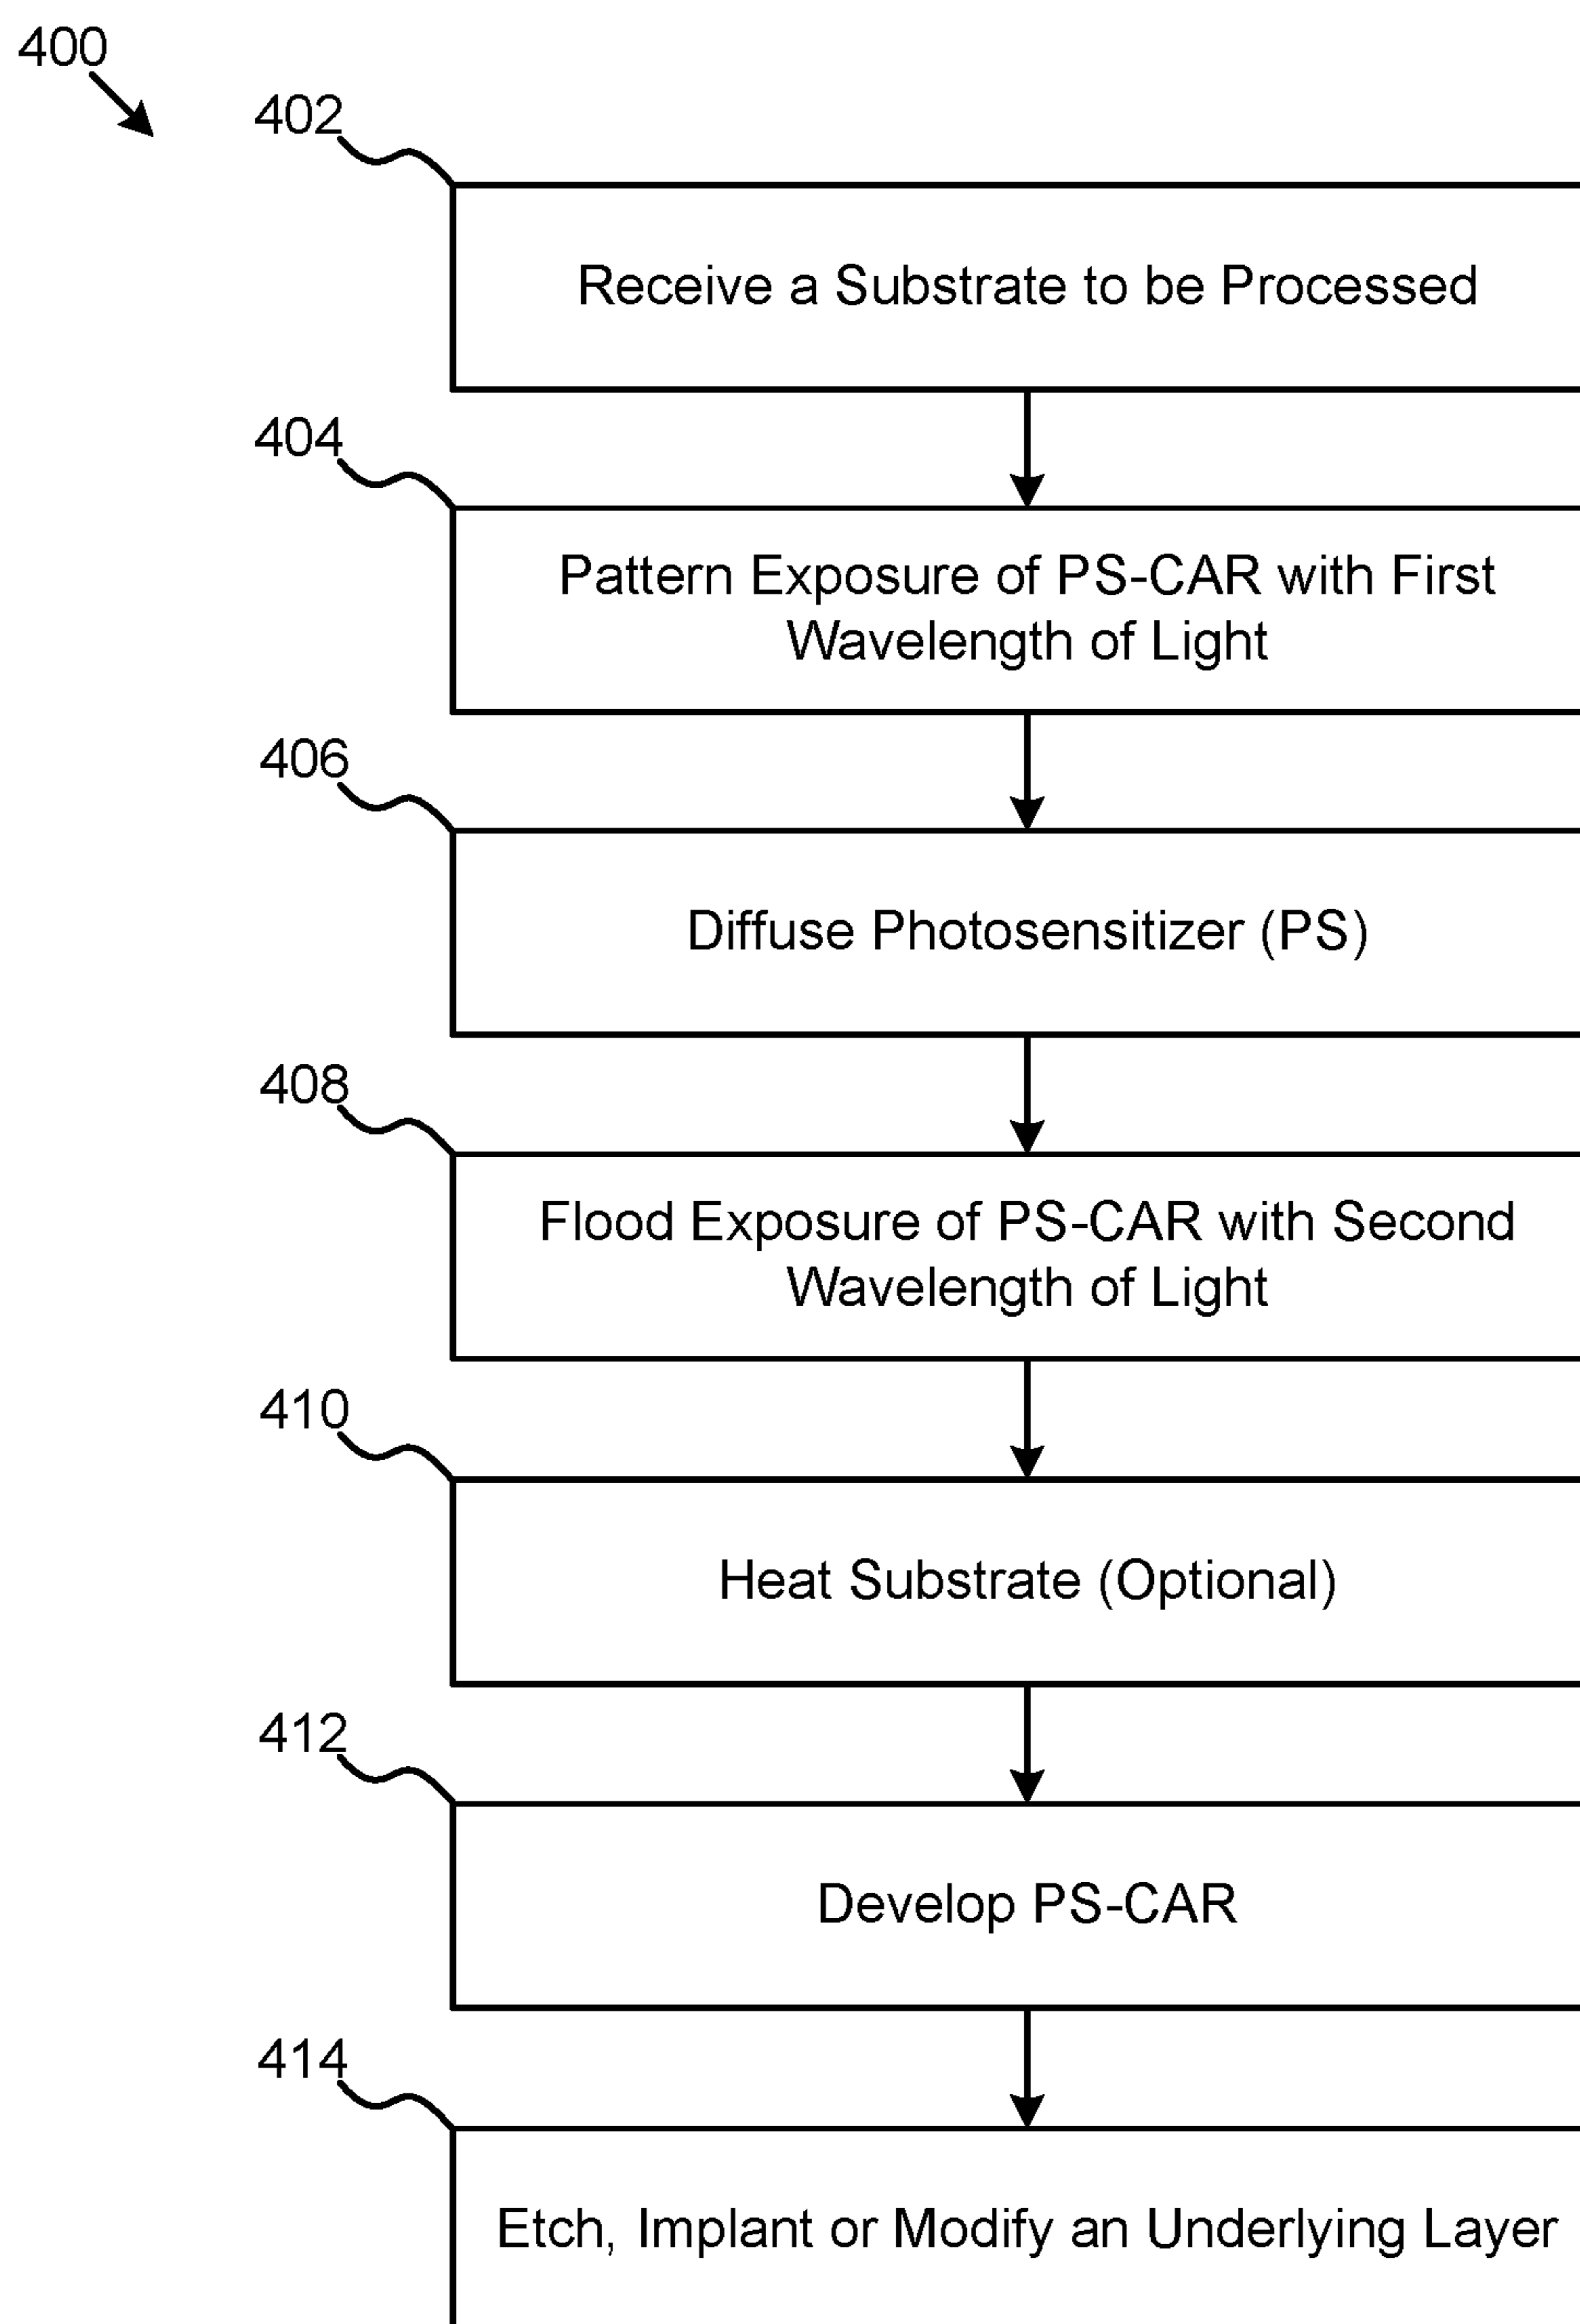 400
402
Receive a Substrate to be Processed
404
Pattern Exposure of PS-CAR with First
Wavelength of Light
406
Diffuse Photosensitizer (PS)
408
Flood Exposure of PS-CAR with Second
Wavelength of Light
410
Heat Substrate (Optional)
412
Develop PS-CAR
414
Etch, Implant or Modify an Underlying Layer